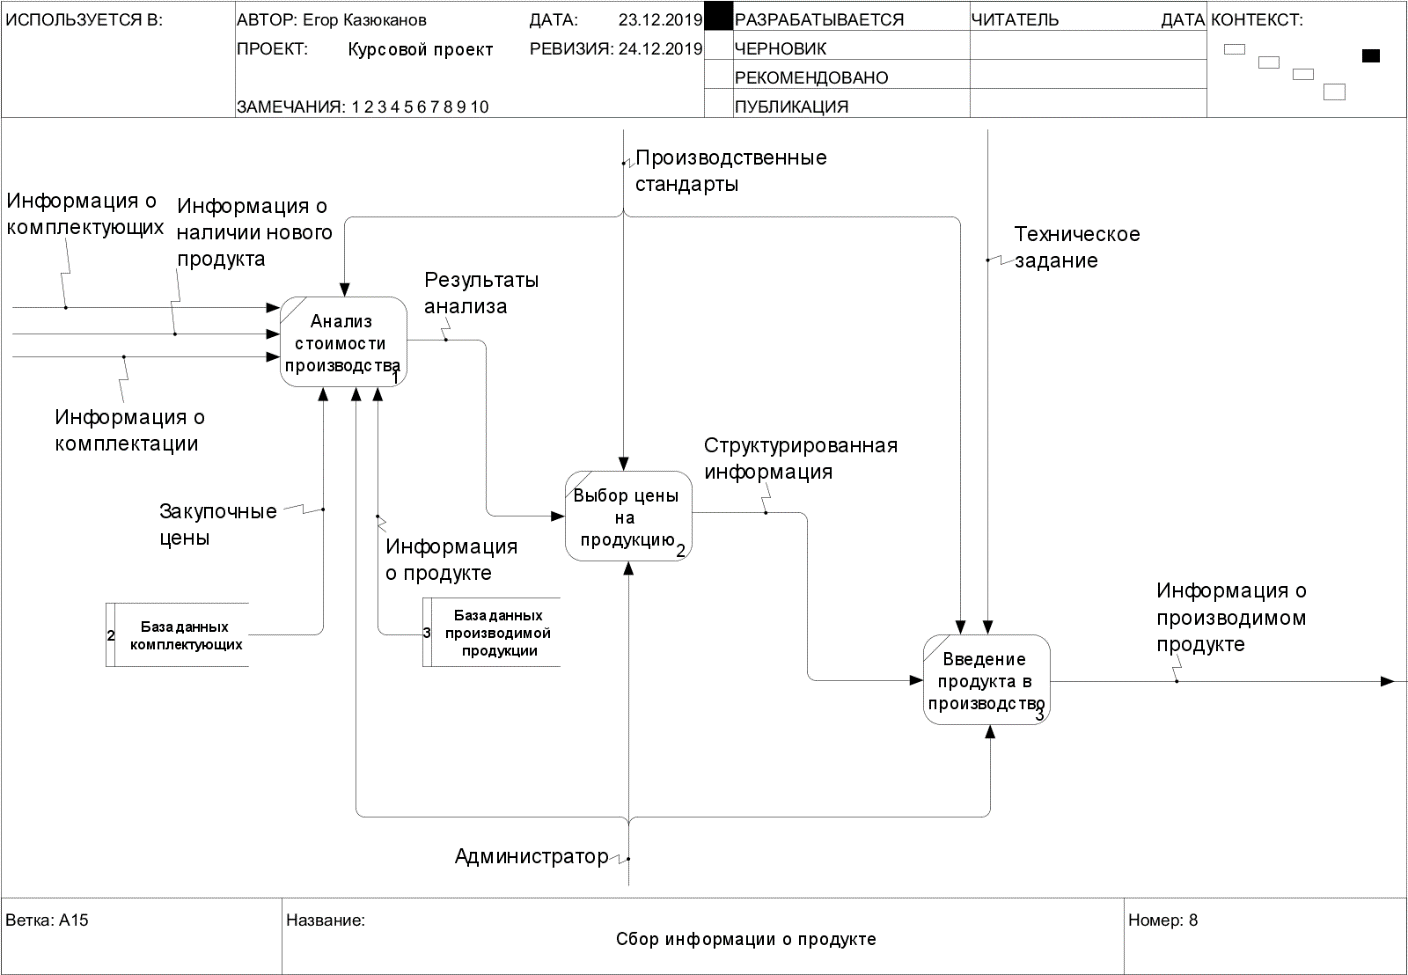 ИСПОЛЬЗУЕТСЯ В:
АВТОР: Егор Казюканов
ДАТА: 23.12.2019
ПРОЕКТ: Курсовой проект
РЕВИЗИЯ: 24.12.2019
ЗАМЕЧАНИЯ: 1 2 3 4 5 6 7 8 9 10
РАЗРАБАТЫВАЕТСЯ
ЧЕРНОВИК
РЕКОМЕНДОВАНО
ПУБЛИКАЦИЯ
ЧИТАТЕЛЬ
ДАТА
КОНТЕКСТ:
Производственные
стандарты
Информация о
комплектующих
Информация о
наличии нового
продукта
Техническое
задание
Результаты
анализа
Анализ
стоимости
производства
1
Информация о
комплектации
Структурированная
информация
Закупочные
цены
Выбор цены
на
продукцию
2
Информация
о продукте
2
База данных
комплектующих
3
База данных
производимой
продукции
Информация о
производимом
продукте
Введение
продукта в
производство
3
Администратор
Ветка: A15
Название:
Сбор информации о продукте
Номер: 8